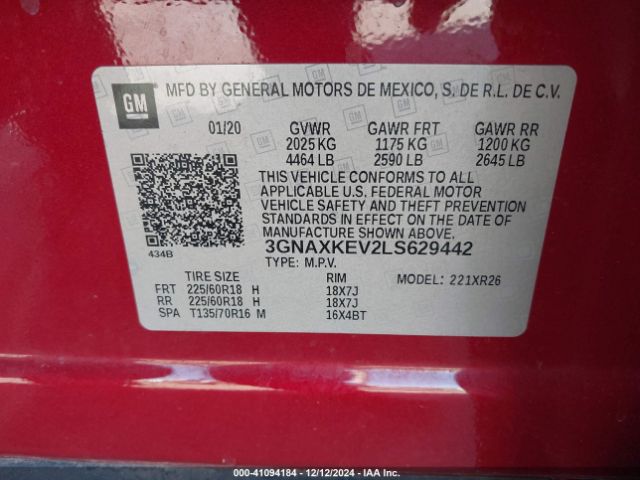 GM
MFD BY GENERAL MOTORS DE MEXICO, S. DE R.L. DE C.V.
01/20 GVWR GAWR FRT GAWR RR
2025 KG 1175 KG 1200 KG
4464 LB 2590 LB 2645 LB
THIS VEHICLE CONFORMS TO ALL
APPLICABLE U.S. FEDERAL MOTOR
VEHICLE SAFETY AND THEFT PREVENTION
STANDARDS IN EFFECT ON THE DATE OF
MANUFACTURE SHOWN ABOVE.
434B
3GNAXKEV2LS629442
TYPE: M.P.V. MODEL: 221XR26
TIRE SIZE RIM
FRT 225/60R18 H 18X7J
RR 225/60R18 H 18X7J
SPA T135/70R16 M 16X4BT
000-41094184 - 12/12/2024 - IAA Inc.